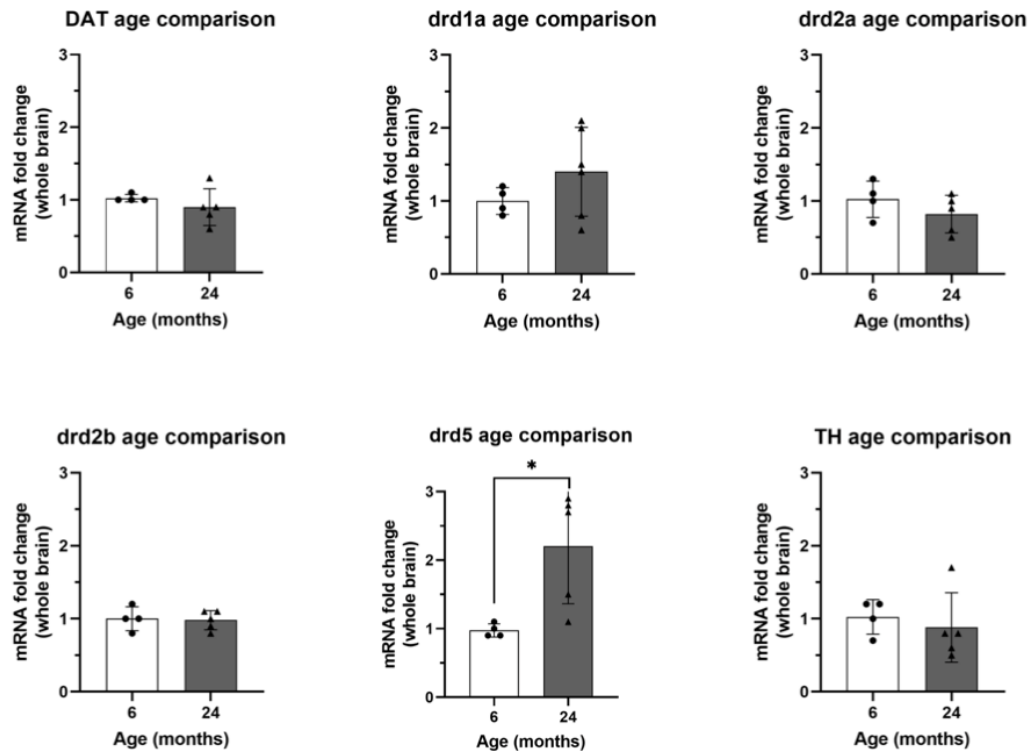 DAT age comparison
mRNA fold change
(whole brain)
3
2
1
0
6 24
Age (months)
drd1a age comparison
mRNA fold change
(whole brain)
3
2
1
0
6 24
Age (months)
drd2a age comparison
mRNA fold change
(whole brain)
3
2
1
0
6 24
Age (months)
drd2b age comparison
mRNA fold change
(whole brain)
3
2
1
0
6 24
Age (months)
drd5 age comparison
*
mRNA fold change
(whole brain)
3
2
1
0
6 24
Age (months)
TH age comparison
mRNA fold change
(whole brain)
3
2
1
0
6 24
Age (months)